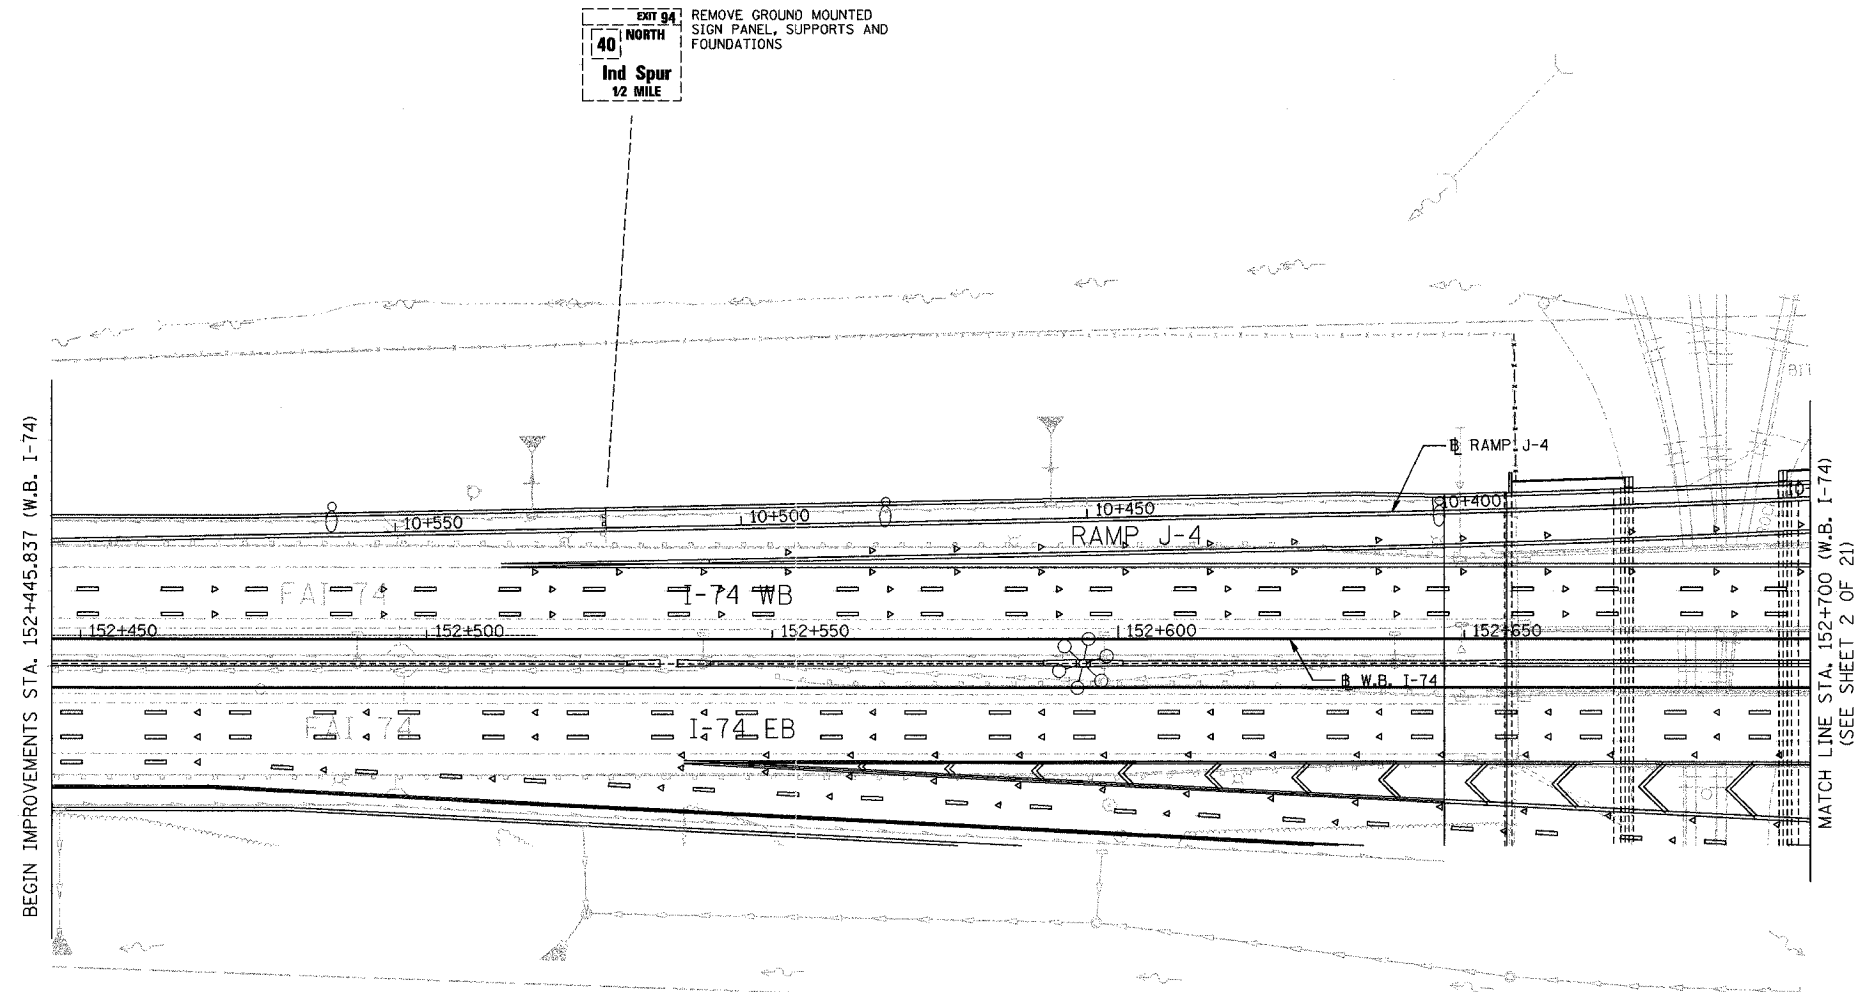 EXIT 94
40 NORTH
Ind Spur
1/2 MILE
REMOVE GROUND MOUNTED
SIGN PANEL, SUPPORTS AND
FOUNDATIONS
BEGIN IMPROVEMENTS STA. 152+445.837 (W.B. I-74)
℄ RAMP J-4
10+550
10+500
10+450
10+400
RAMP J-4
FAI 74
I-74 WB
152+450
152+500
152+550
152+600
152+650
℄ W.B. I-74
FAI 74
I-74 EB
MATCH LINE STA. 152+700 (W.B. I-74)
(SEE SHEET 2 OF 21)